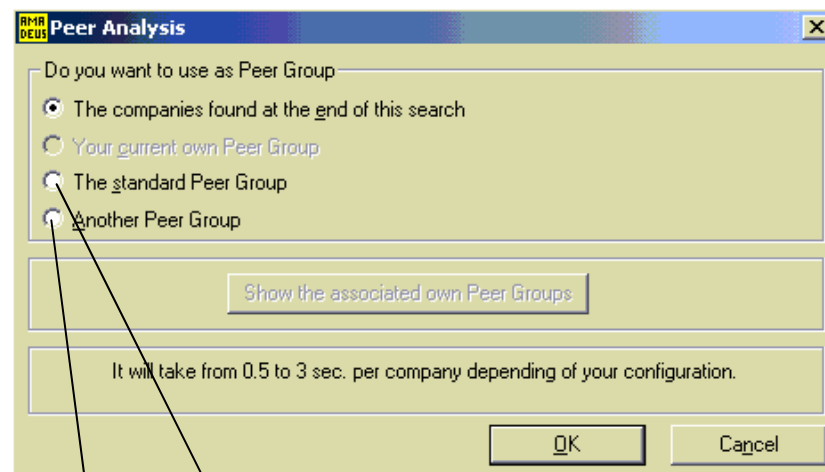 AMA
DEUS
Peer Analysis
Do you want to use as Peer Group
The companies found at the end of this search
Your current own Peer Group
The standard Peer Group
Another Peer Group
Show the associated own Peer Groups
It will take from 0.5 to 3 sec. per company depending of your configuration.
OK Cancel